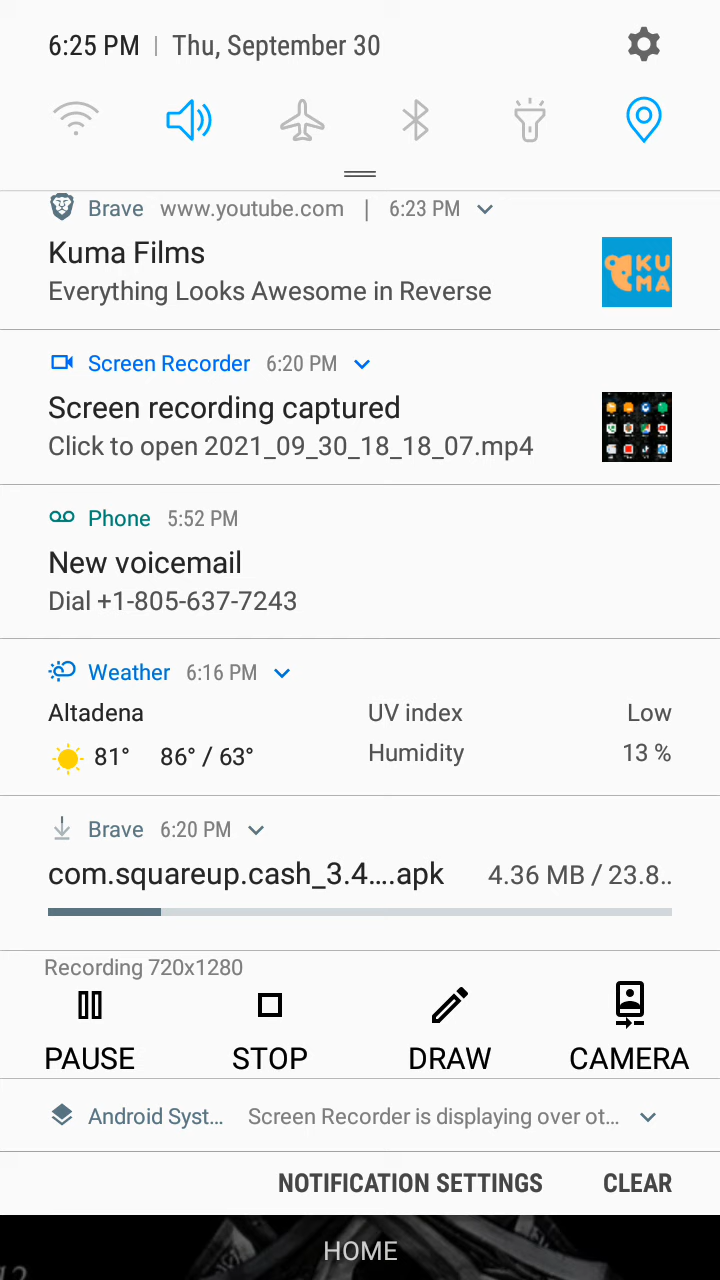 6:25 PM | Thu, September 30
Brave www.youtube.com | 6:23 PM
Kuma Films
Everything Looks Awesome in Reverse
KU
MA
Screen Recorder 6:20 PM
Screen recording captured
Click to open 2021_09_30_18_18_07.mp4
Phone 5:52 PM
New voicemail
Dial +1-805-637-7243
Weather 6:16 PM
Altadena UV index Low
81° 86° / 63° Humidity 13 %
Brave 6:20 PM
com.squareup.cash_3.4....apk 4.36 MB / 23.8..
Recording 720x1280
PAUSE STOP DRAW CAMERA
Android Syst... Screen Recorder is displaying over ot...
NOTIFICATION SETTINGS CLEAR
HOME
12